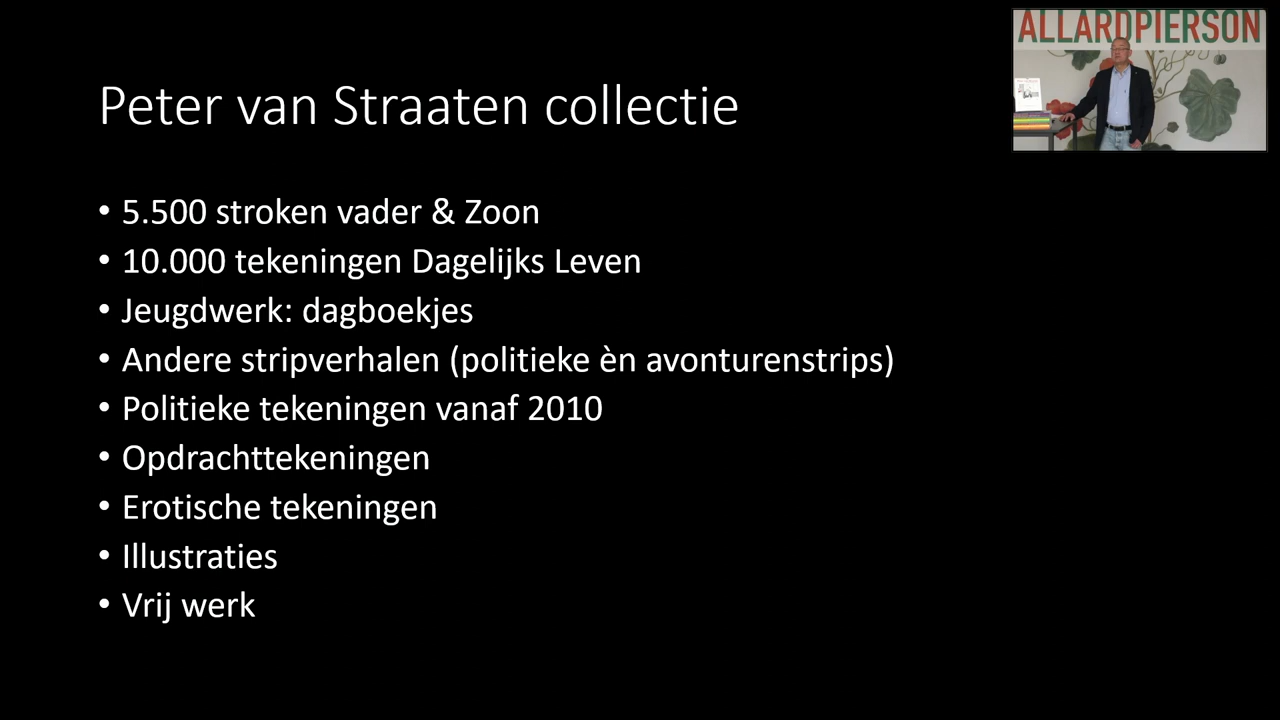 ALLARDPIERSON
Peter van Straaten collectie
• 5.500 stroken vader & Zoon
• 10.000 tekeningen Dagelijks Leven
• Jeugdwerk: dagboekjes
• Andere stripverhalen (politieke èn avonturenstrips)
• Politieke tekeningen vanaf 2010
• Opdrachttekeningen
• Erotische tekeningen
• Illustraties
• Vrij werk